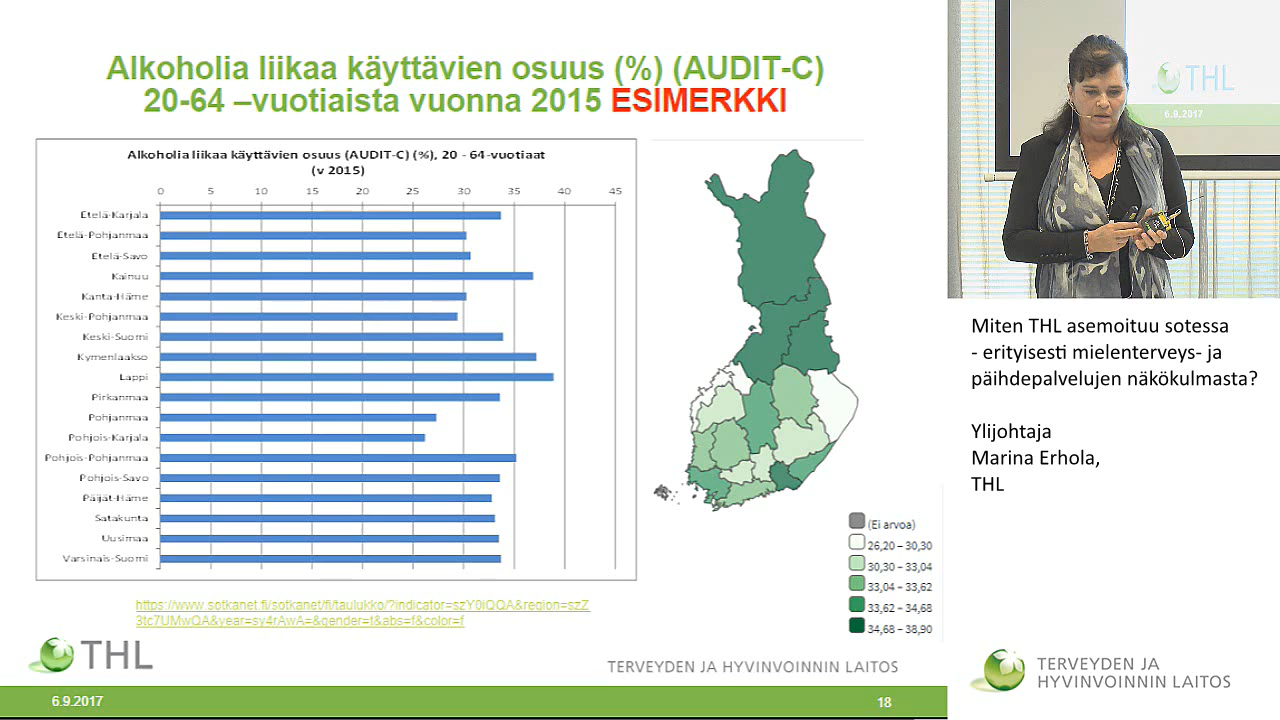 Alkoholia liikaa käyttävien osuus (%) (AUDIT-C)
20-64 –vuotiaista vuonna 2015 ESIMERKKI
Alkoholia liikaa käyttävien osuus (AUDIT-C) (%), 20 - 64-vuotiaat
(v 2015)
0 5 10 15 20 25 30 35 40 45
Etelä-Karjala
Etelä-Pohjanmaa
Etelä-Savo
Kainuu
Kanta-Häme
Keski-Pohjanmaa
Keski-Suomi
Kymenlaakso
Lappi
Pirkanmaa
Pohjanmaa
Pohjois-Karjala
Pohjois-Pohjanmaa
Pohjois-Savo
Päijät-Häme
Satakunta
Uusimaa
Varsinais-Suomi
(Ei arvoa)
26,20 – 30,30
30,30 – 33,04
33,04 – 33,62
33,62 – 34,68
34,68 – 38,90
https://www.sotkanet.fi/sotkanet/fi/taulukko/?indicator=szY0iQQA&region=szZ
3tc7UMwQA&year=sy4rAwA=&gender=t&abs=f&color=f
THL
TERVEYDEN JA HYVINVOINNIN LAITOS
6.9.2017
18
THL
6.9.2017
Miten THL asemoituu sotessa
- erityisesti mielenterveys- ja
päihdepalvelujen näkökulmasta?
Ylijohtaja
Marina Erhola,
THL
TERVEYDEN JA
HYVINVOINNIN LAITOS